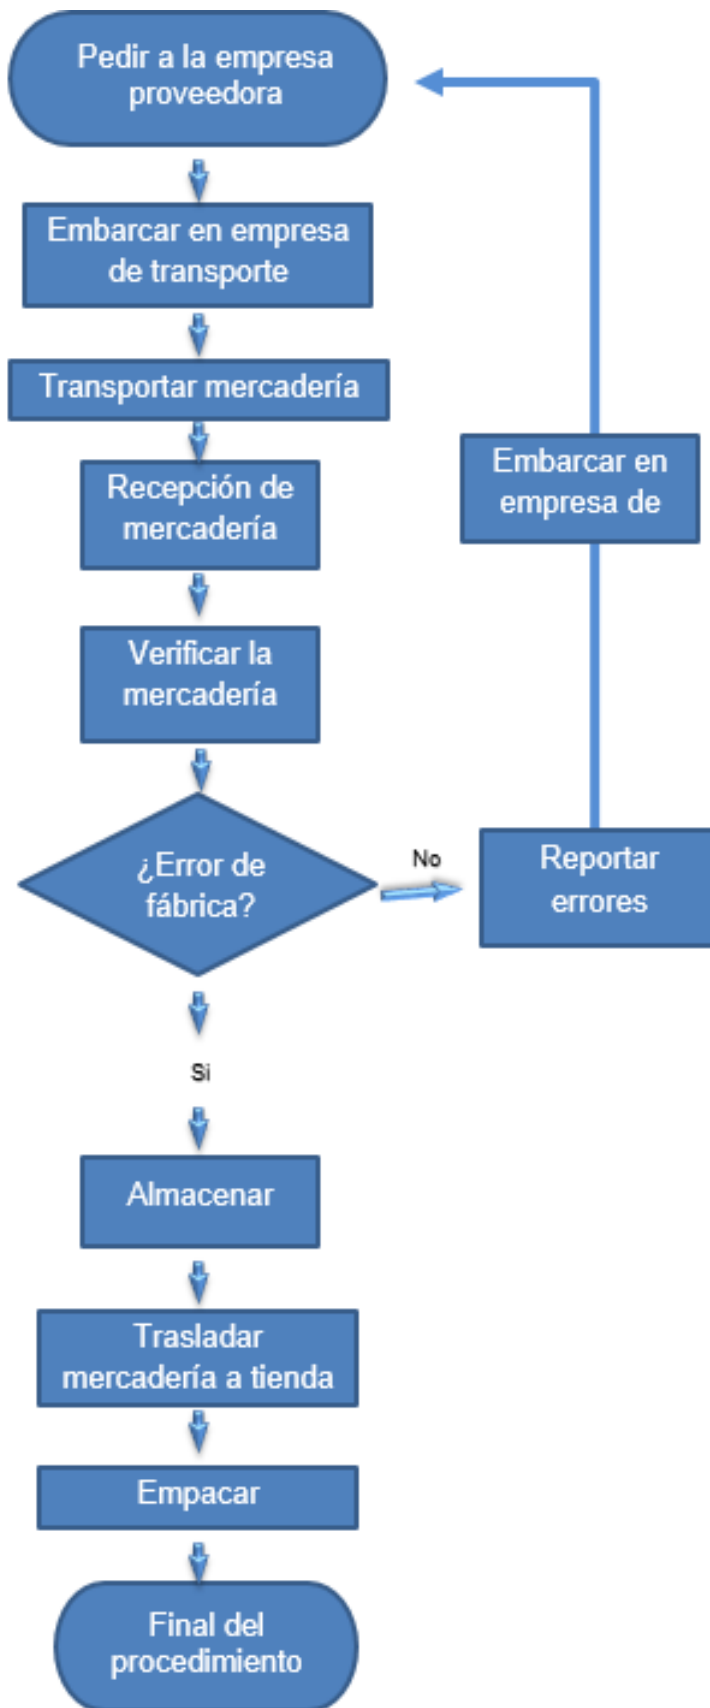 Pedir a la empresa
proveedora
Embarcar en empresa
de transporte
Transportar mercadería
Recepción de
mercadería
Embarcar en
empresa de
Verificar la
mercadería
¿Error de
fábrica?
No
Reportar
errores
Si
Almacenar
Trasladar
mercadería a tienda
Empacar
Final del
procedimiento